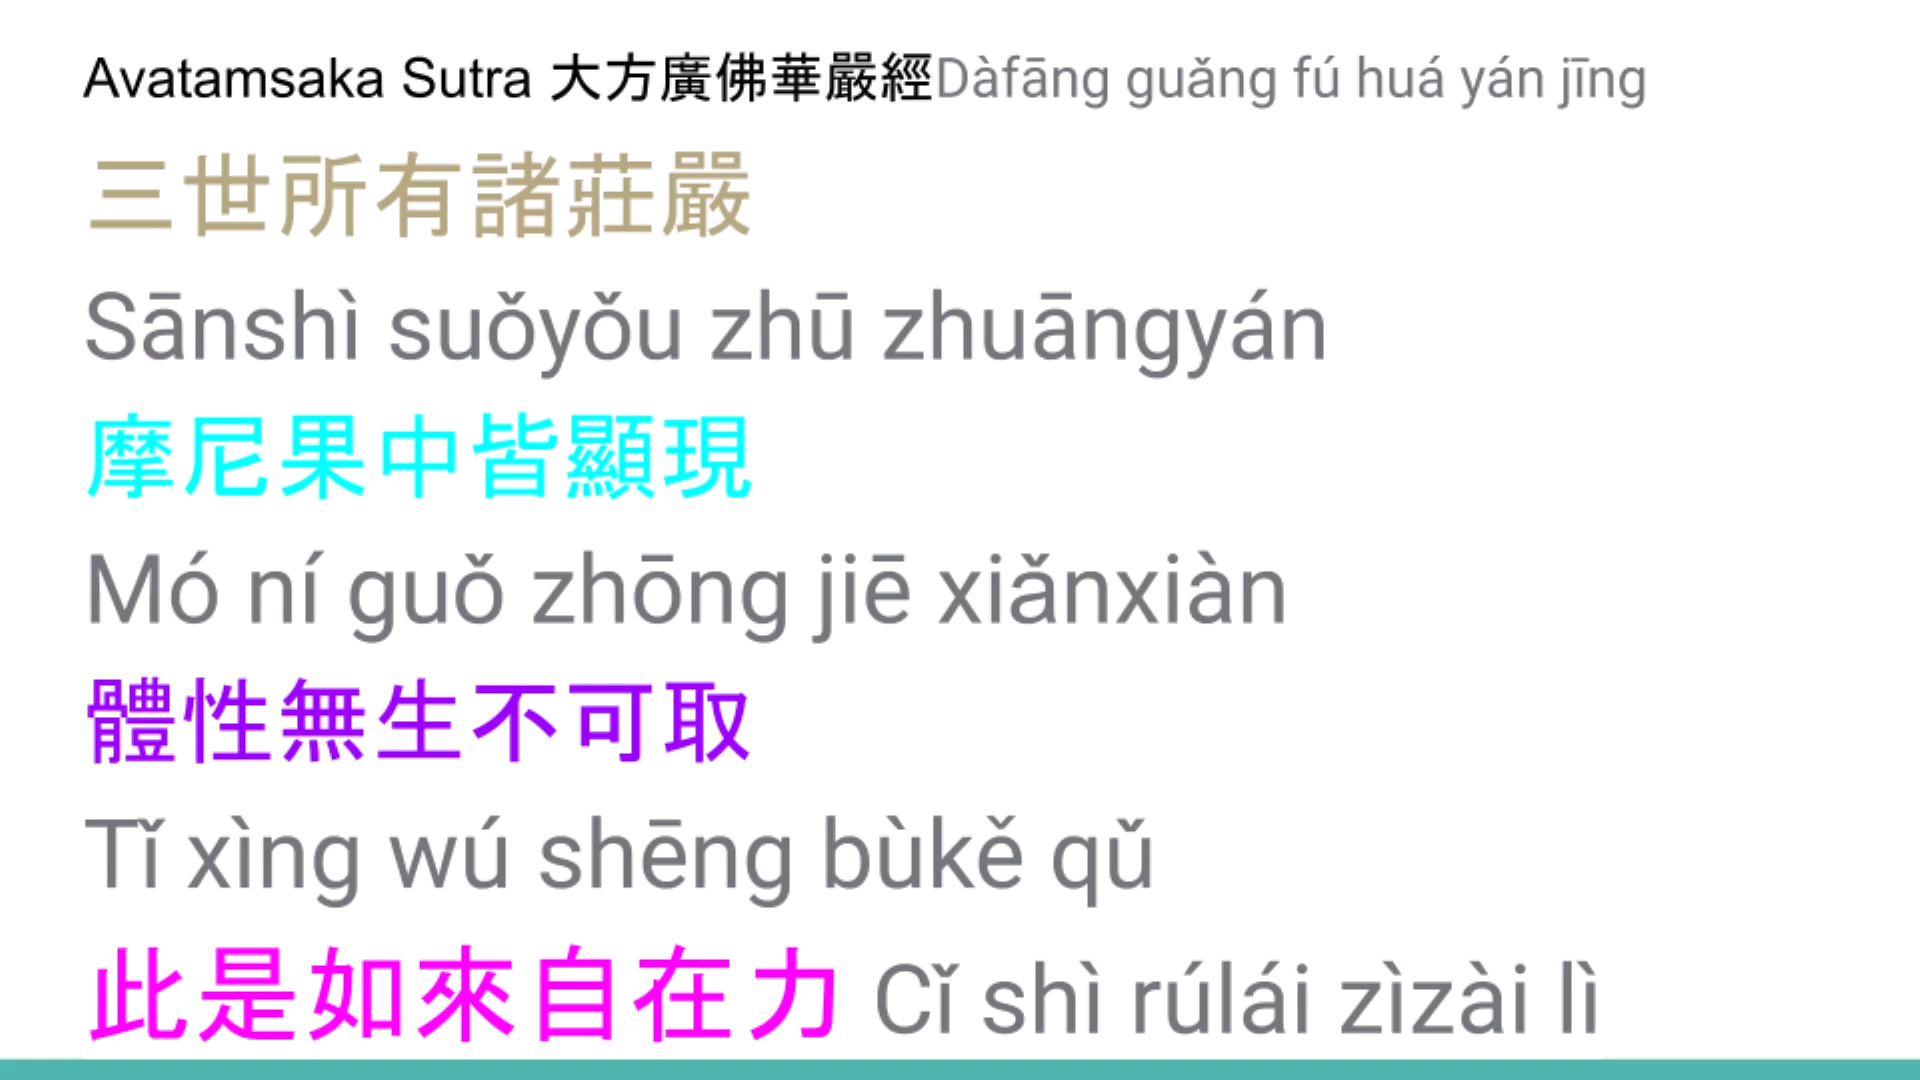 Avatamsaka Sutra 大方廣佛華嚴經Dàfāng guǎng fú huá yán jīng
三世所有諸莊嚴
Sānshì suǒyǒu zhū zhuāngyán
摩尼果中皆顯現
Mó ní guǒ zhōng jiē xiǎnxiàn
體性無生不可取
Tǐ xìng wú shēng bùkě qǔ
此是如來自在力 Cǐ shì rúlái zìzài lì